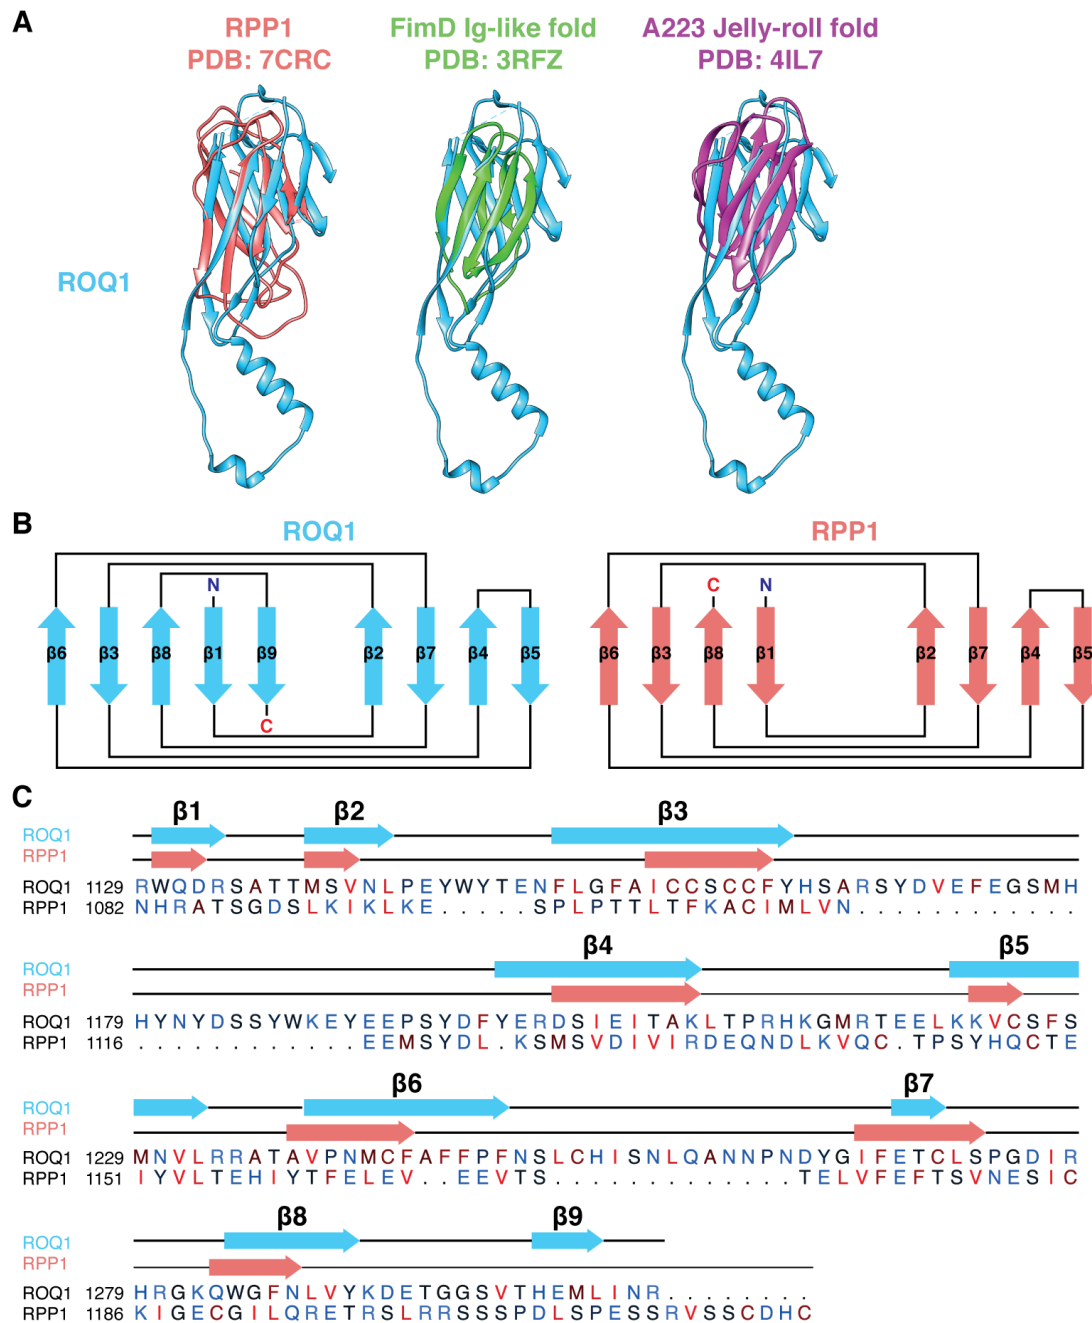 A
RPP1
PDB: 7CRC
FimD Ig-like fold
PDB: 3RFZ
A223 Jelly-roll fold
PDB: 4IL7
ROQ1
B
ROQ1
RPP1
N
C
N
β6 β3 β8 β1 β9 β2 β7 β4 β5
β6 β3 β8 β1 β2 β7 β4 β5
C
C
β1 β2 β3
ROQ1
RPP1
ROQ1 1129 RWQDRSATTMSVNLPEYWYTENFLGFAICCSCCFYHSARSYDVEFEGSMH
RPP1 1082 NHRATSGDSLKIKLKE.....SPLPTTLTFKACIMLVN............
β4 β5
ROQ1
RPP1
ROQ1 1179 HYNYDSSYWKEYEEPSYDFYERDSIEITAKLTPRHKGMRTEELKKVCSFS
RPP1 1116 ............EEMSYDL.KSMSVDIVIRDEQNDLKVQC.TPSYHQCTE
β6 β7
ROQ1
RPP1
ROQ1 1229 MNVLRRATAVPNMCFAFFPFNSLCHISNLQANNPNDYGIFETCLSPGDIR
RPP1 1151 IYVLTEHIYTFELEV..EEVTS.............TELVFEFTSVNESIC
β8 β9
ROQ1
RPP1
ROQ1 1279 HRGKQWGFNLVYKDETGGSVTHEMLINR........
RPP1 1186 KIGECGILQRETRSLRRSSSPDLSPESSRVSSCDHC